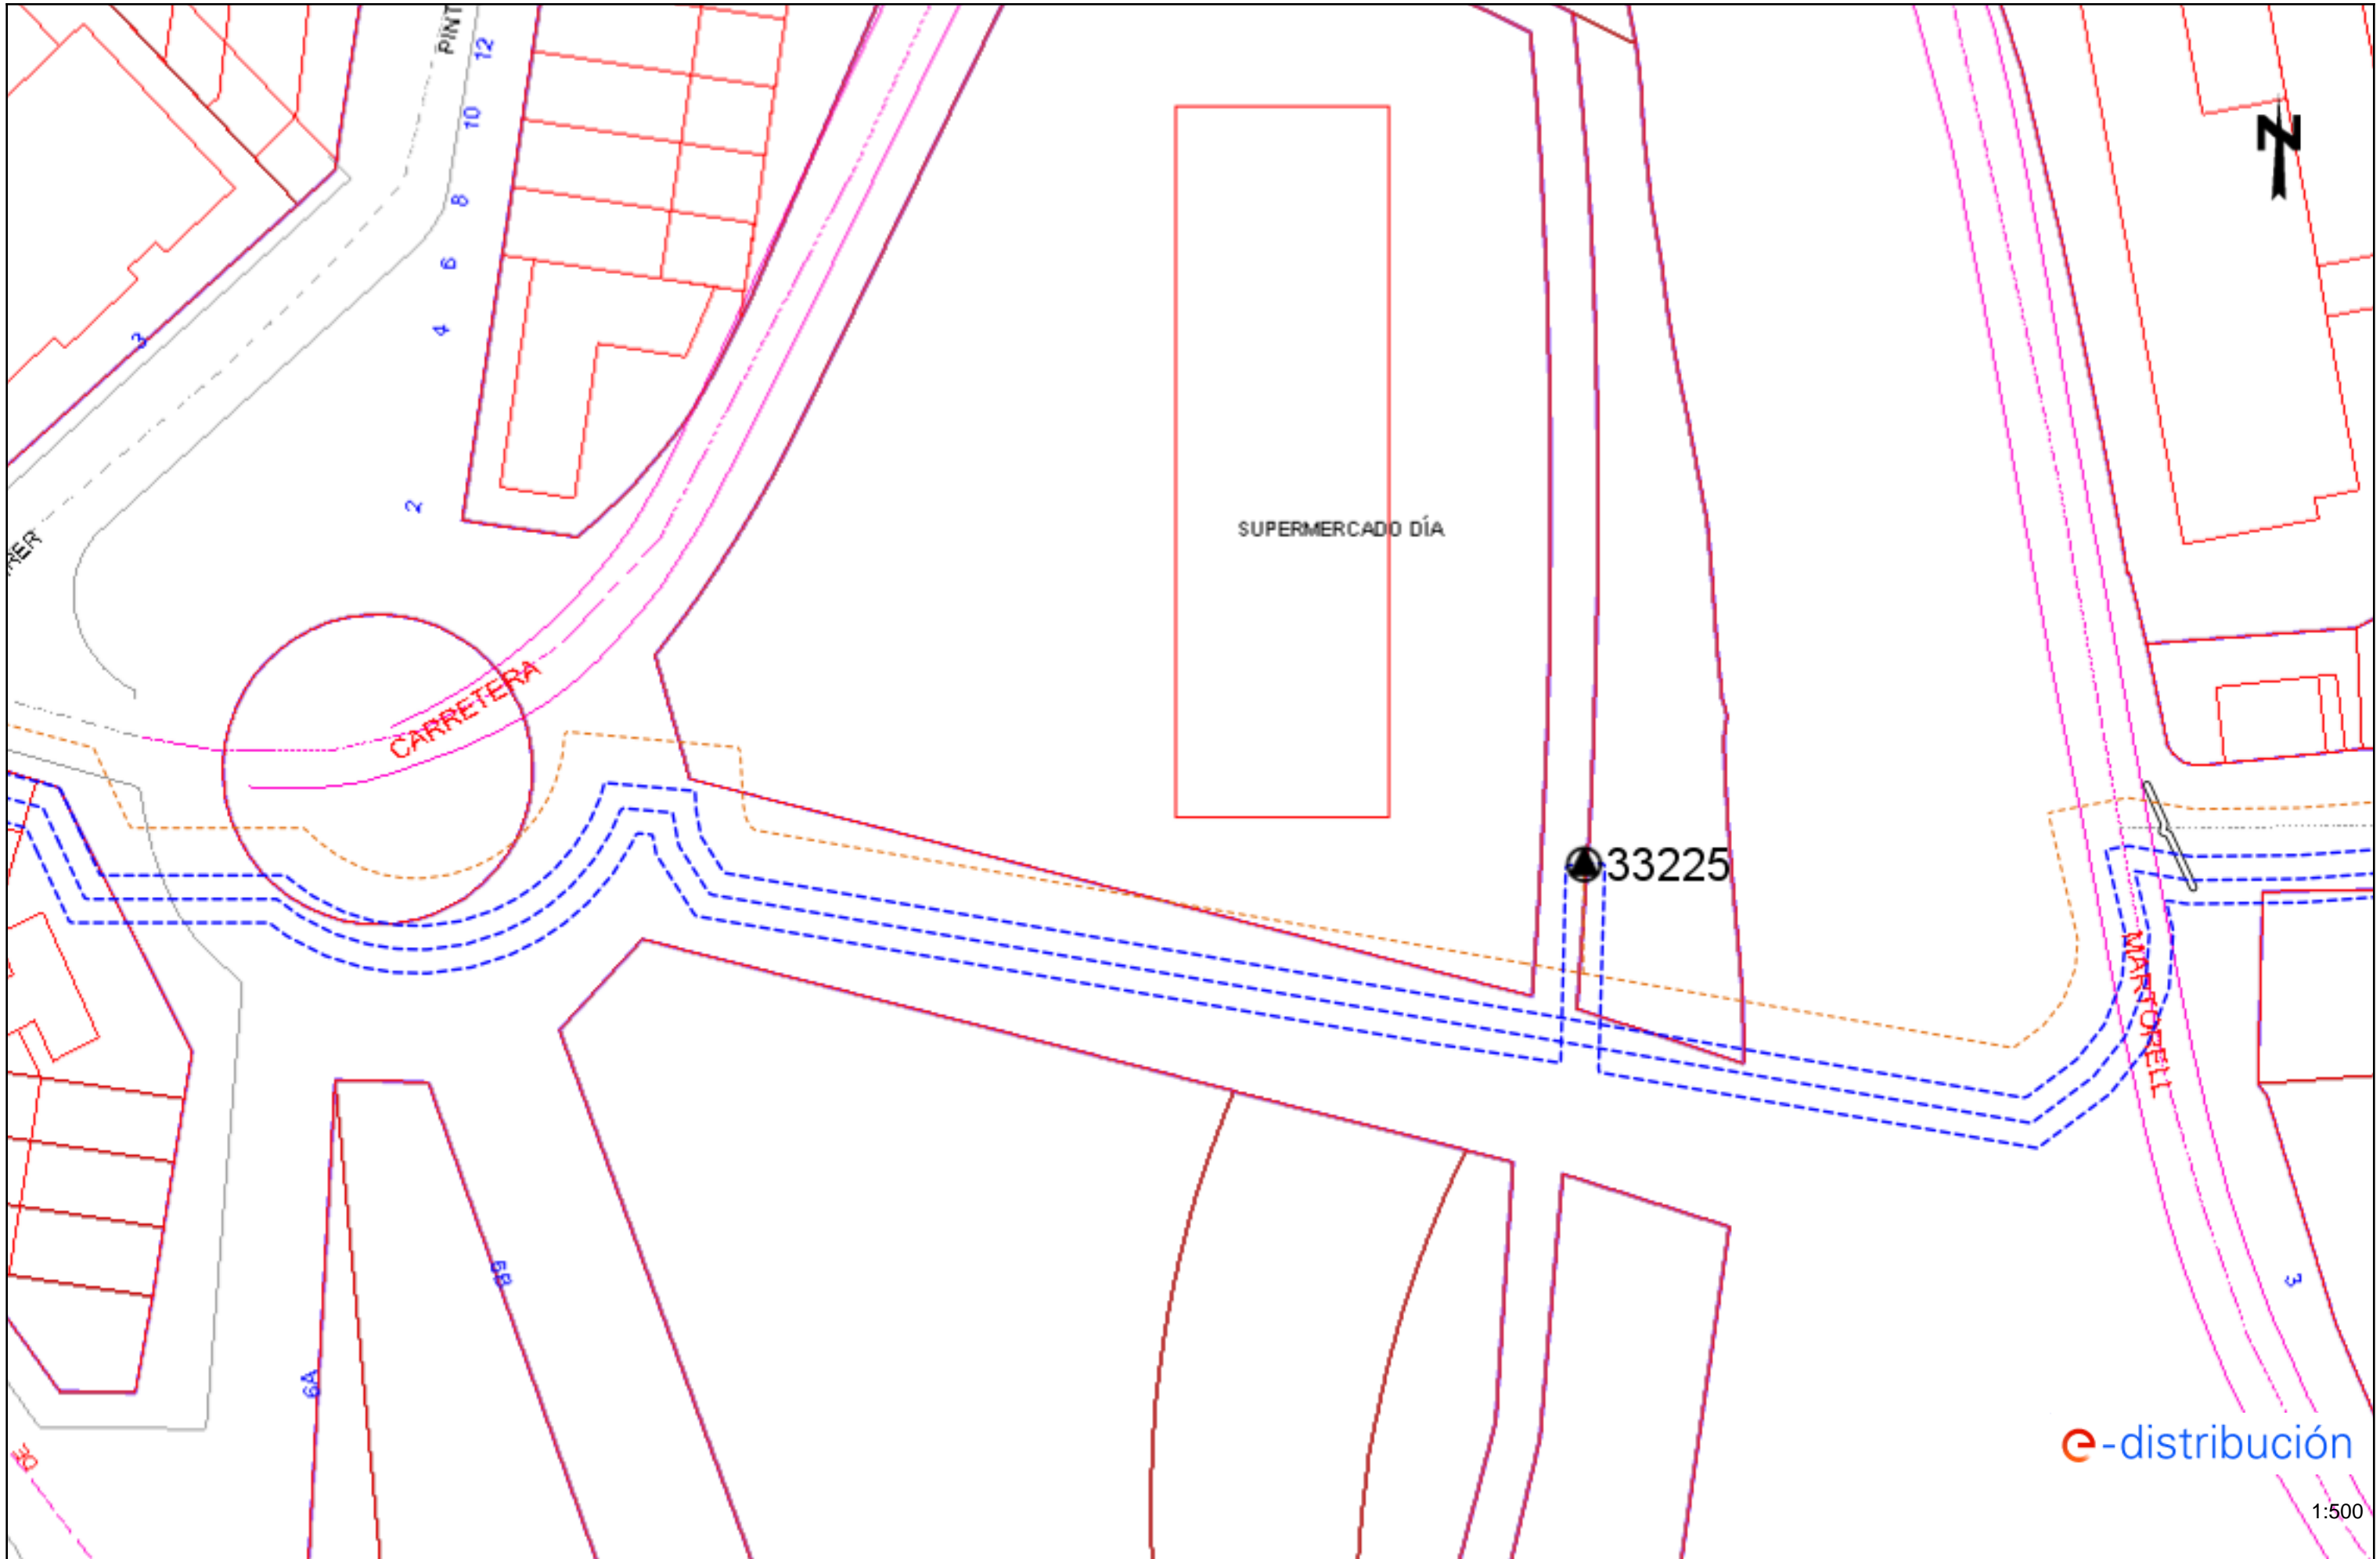 PINT
12
10
8
6
4
2
3
RER
SUPERMERCADO DÍA
N
CARRETERA
33225
MARTORELL
6B
6A
3
e-distribución
1:500